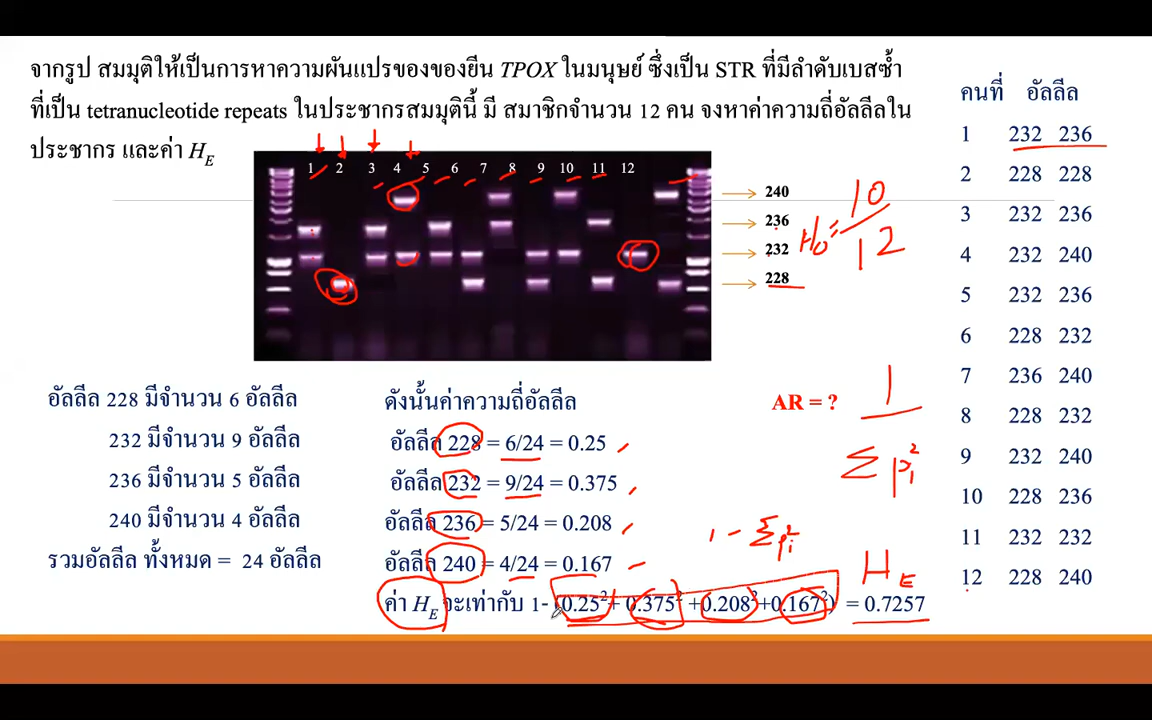 จากรูป สมมุติให้เป็นการหาความผันแปรของของยีน TPOX ในมนุษย์ ซึ่งเป็น STR ที่มีลำดับเบสซ้ำ
ที่เป็น tetranucleotide repeats ในประชากรสมมุตินี้ มี สมาชิกจำนวน 12 คน จงหาค่าความถี่อัลลีลใน
ประชากร และค่า H_E
1 2 3 4 5 6 7 8 9 10 11 12
240
236
232
228
H_o = 10/12
อัลลีล 228 มีจำนวน 6 อัลลีล
232 มีจำนวน 9 อัลลีล
236 มีจำนวน 5 อัลลีล
240 มีจำนวน 4 อัลลีล
รวมอัลลีล ทั้งหมด = 24 อัลลีล
ดังนั้นค่าความถี่อัลลีล
อัลลีล 228 = 6/24 = 0.25
อัลลีล 232 = 9/24 = 0.375
อัลลีล 236 = 5/24 = 0.208
อัลลีล 240 = 4/24 = 0.167
ค่า H_E จะเท่ากับ 1- (0.25²+ 0.375² +0.208²+0.167²) = 0.7257
AR = ?
1
Σ p_i²
1 - Σ p_i²
H_E
คนที่ อัลลีล
1 232 236
2 228 228
3 232 236
4 232 240
5 232 236
6 228 232
7 236 240
8 228 232
9 232 240
10 228 236
11 232 232
12 228 240